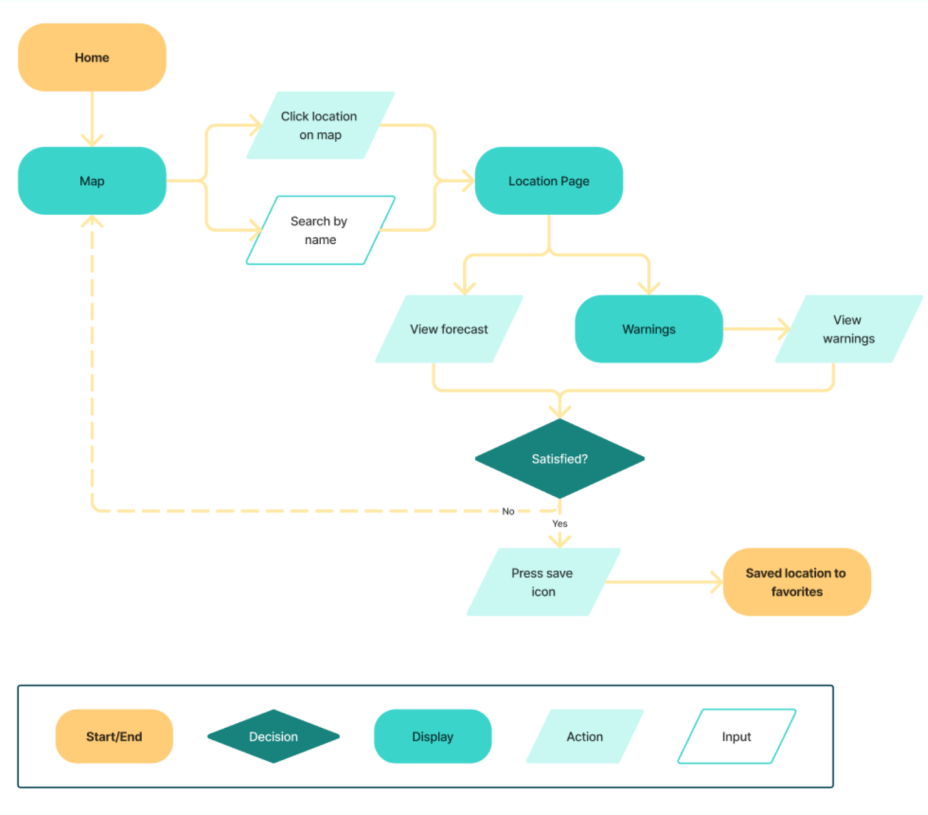 Home
Click location
on map
Map
Location Page
Search by
name
View forecast
Warnings
View
warnings
Satisfied?
No
Yes
Press save
icon
Saved location to
favorites
Start/End
Decision
Display
Action
Input